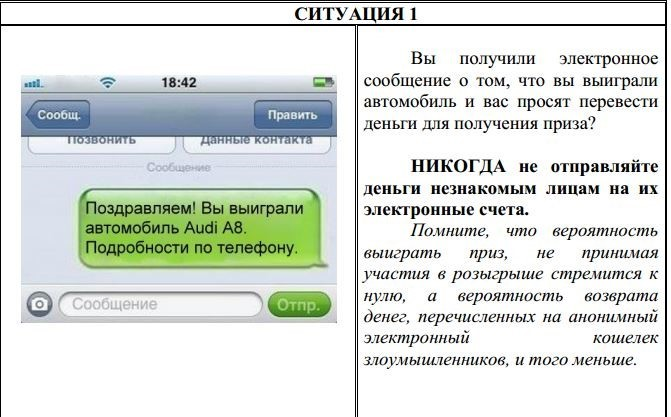 СИТУАЦИЯ 1
18:42
Сообщ.
Править
Позвонить
Данные контакта
Сообщение
Поздравляем! Вы выиграли
автомобиль Audi A8.
Подробности по телефону.
Сообщение
Отпр.
Вы получили электронное
сообщение о том, что вы выиграли
автомобиль и вас просят перевести
деньги для получения приза?
НИКОГДА не отправляйте
деньги незнакомым лицам на их
электронные счета.
Помните, что вероятность
выиграть приз, не принимая
участия в розыгрыше стремится к
нулю, а вероятность возврата
денег, перечисленных на анонимный
электронный кошелек
злоумышленников, и того меньше.